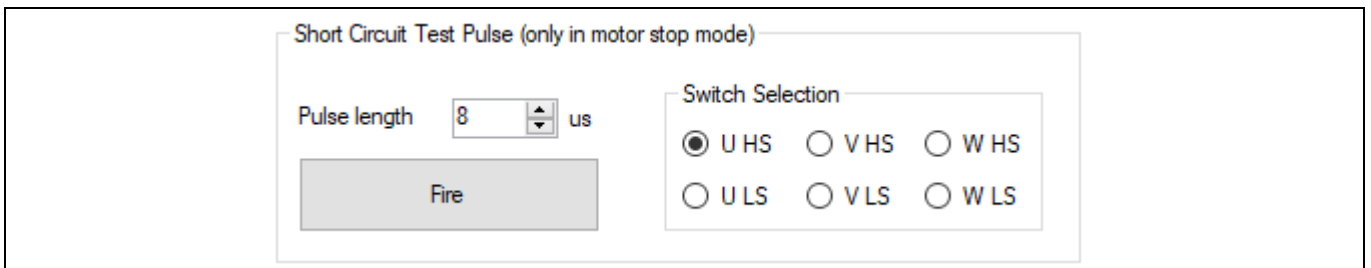 Short Circuit Test Pulse (only in motor stop mode)
Pulse length 8 us
Fire
Switch Selection
U HS V HS W HS
U LS V LS W LS